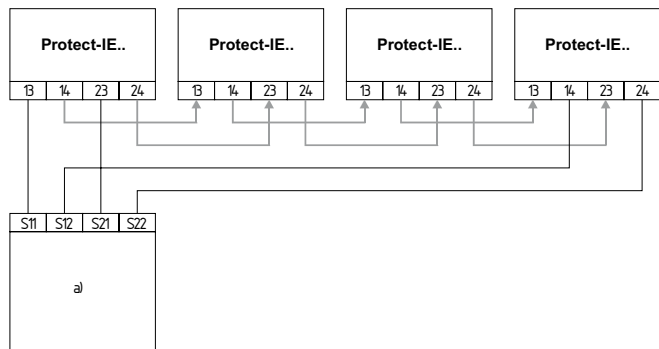 Protect-IE.. Protect-IE.. Protect-IE.. Protect-IE..
13 14 23 24 13 14 23 24 13 14 23 24 13 14 23 24
S11 S12 S21 S22
a)